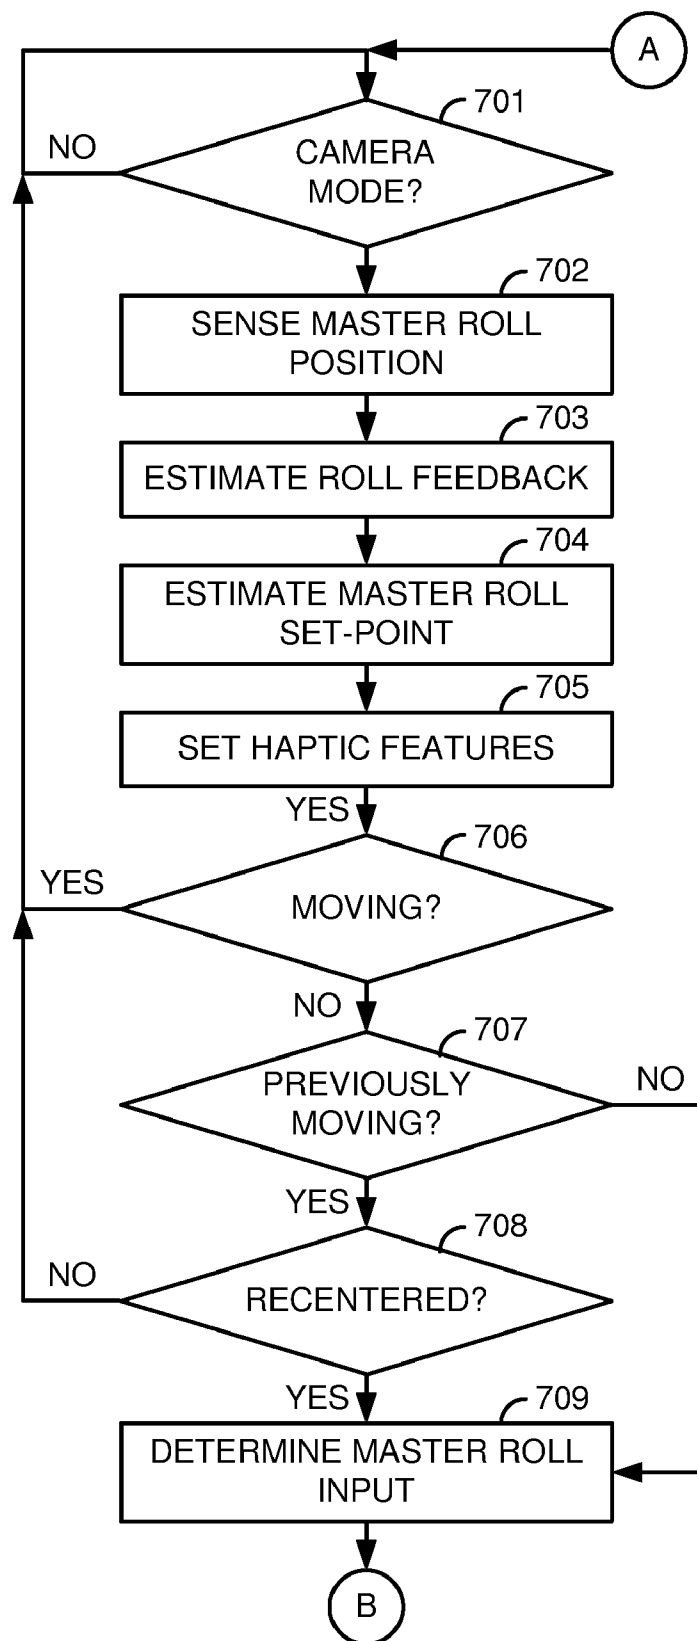 A
701
NO
CAMERA
MODE?
702
SENSE MASTER ROLL
POSITION
703
ESTIMATE ROLL FEEDBACK
704
ESTIMATE MASTER ROLL
SET-POINT
705
SET HAPTIC FEATURES
YES
706
YES
MOVING?
NO
707
PREVIOUSLY
MOVING?
NO
YES
708
NO
RECENTERED?
YES
709
DETERMINE MASTER ROLL
INPUT
B